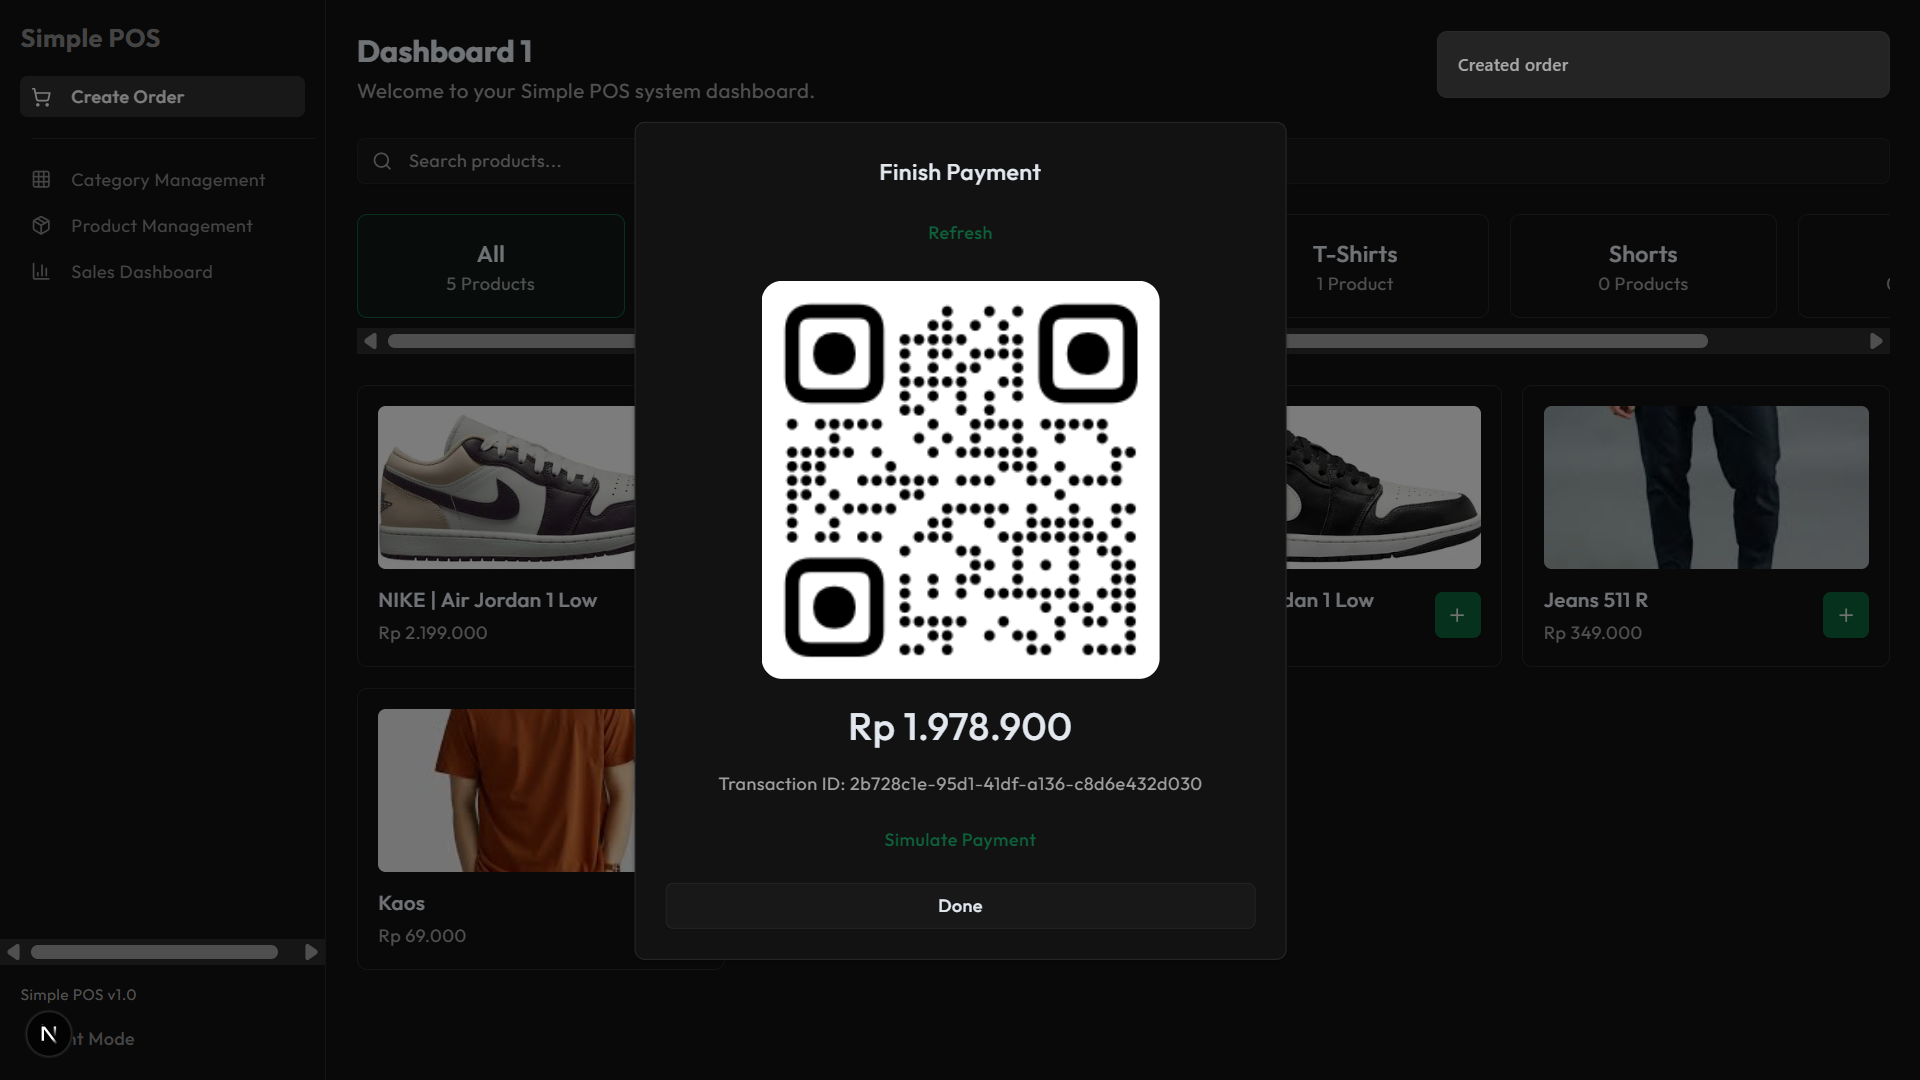 Simple POS
Create Order
Category Management
Product Management
Sales Dashboard
Simple POS v1.0
N
Mode
Dashboard 1
Welcome to your Simple POS system dashboard.
Created order
Search products...
All
5 Products
T-Shirts
1 Product
Shorts
0 Products
NIKE | Air Jordan 1 Low
Rp 2.199.000
1 Low
Jeans 511 R
Rp 349.000
Kaos
Rp 69.000
Finish Payment
Refresh
Rp 1.978.900
Transaction ID: 2b728c1e-95d1-41df-a136-c8d6e432d030
Simulate Payment
Done